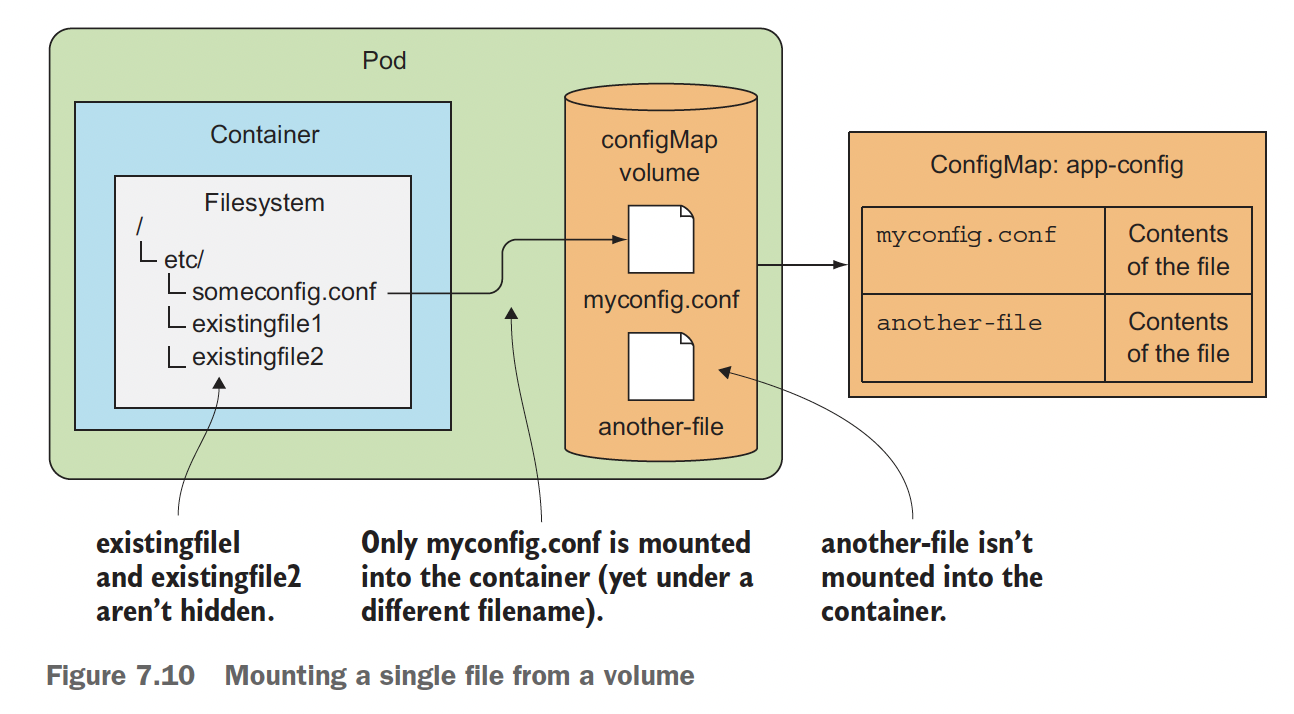 Pod
Container
Filesystem
/
etc/
someconfig.conf
existingfile1
existingfile2
configMap
volume
myconfig.conf
another-file
ConfigMap: app-config
myconfig.conf
Contents
of the file
another-file
Contents
of the file
existingfile1
and existingfile2
aren’t hidden.
Only myconfig.conf is mounted
into the container (yet under a
different filename).
another-file isn’t
mounted into the
container.
Figure 7.10 Mounting a single file from a volume